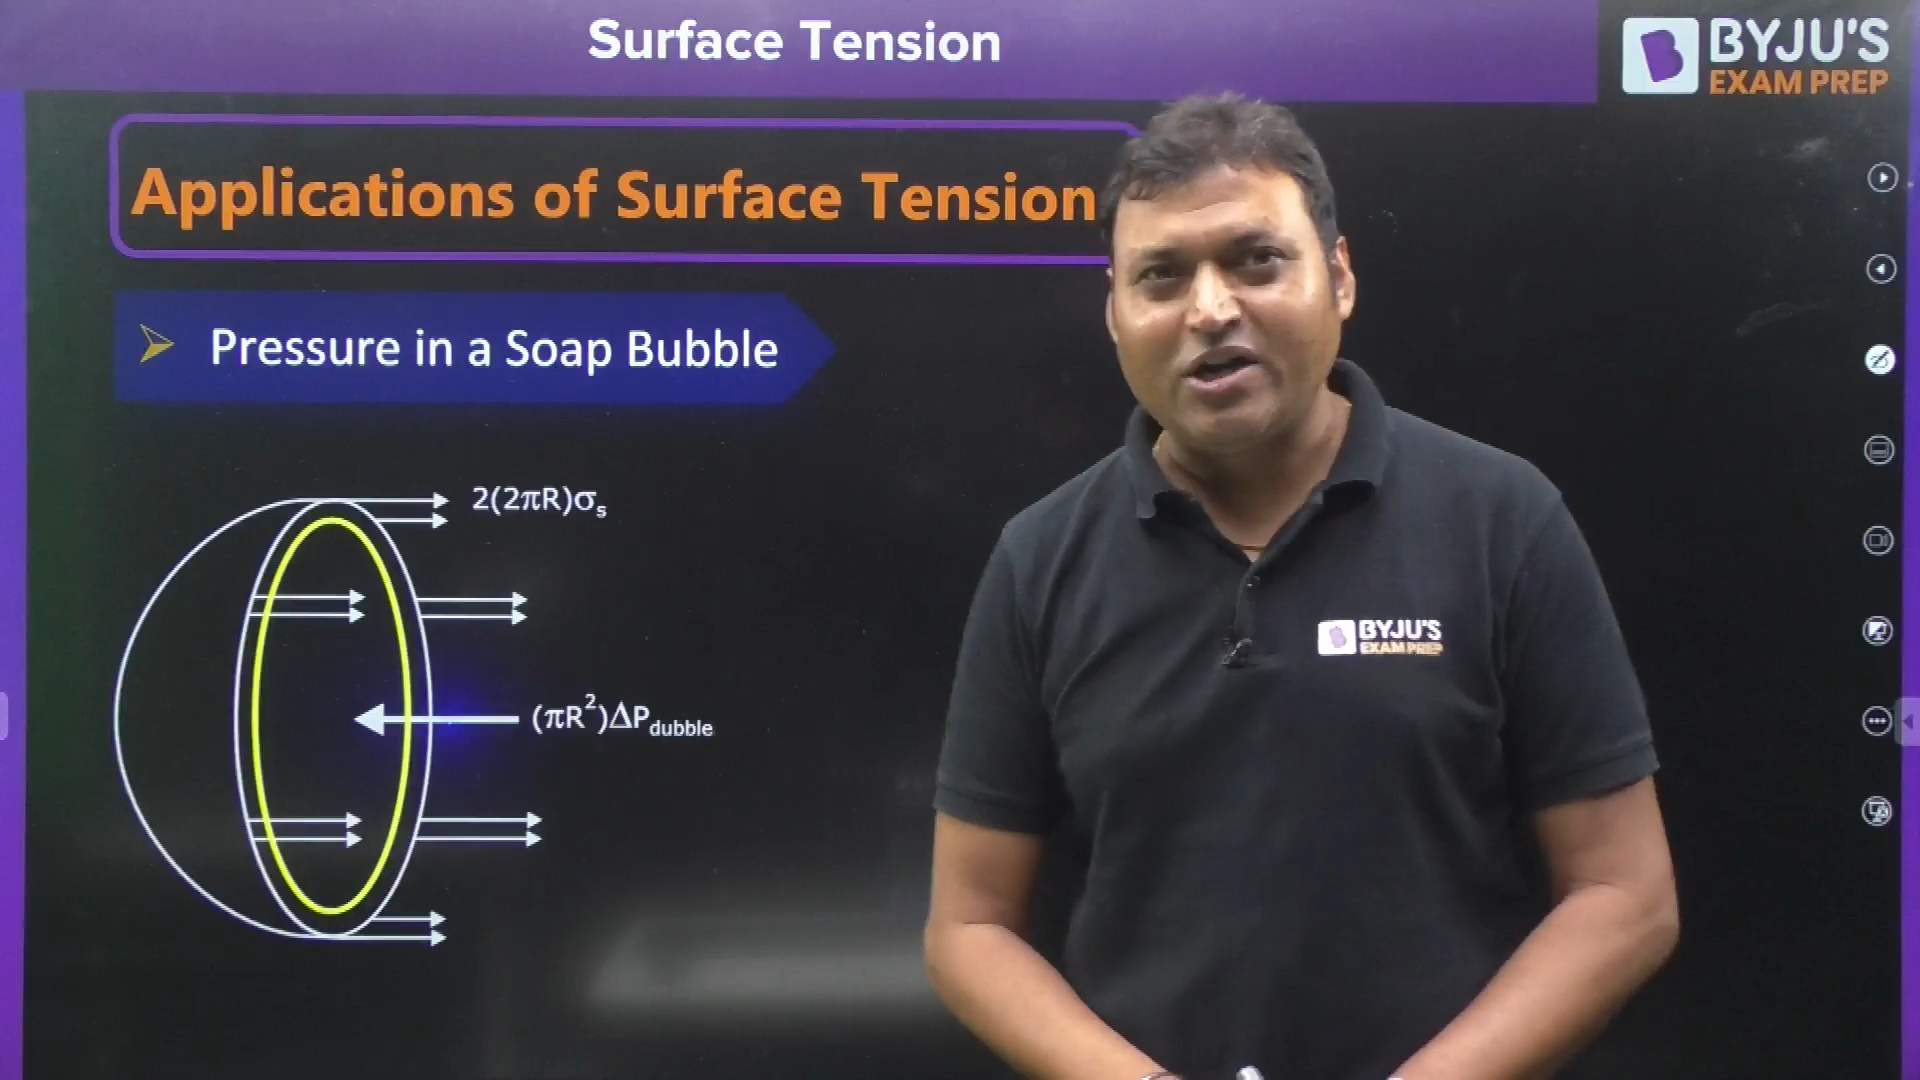 Surface Tension
BYJU'S
EXAM PREP
Applications of Surface Tension
Pressure in a Soap Bubble
2(2πR)σs
(πR²)ΔPdubble
BYJU'S
EXAM PREP